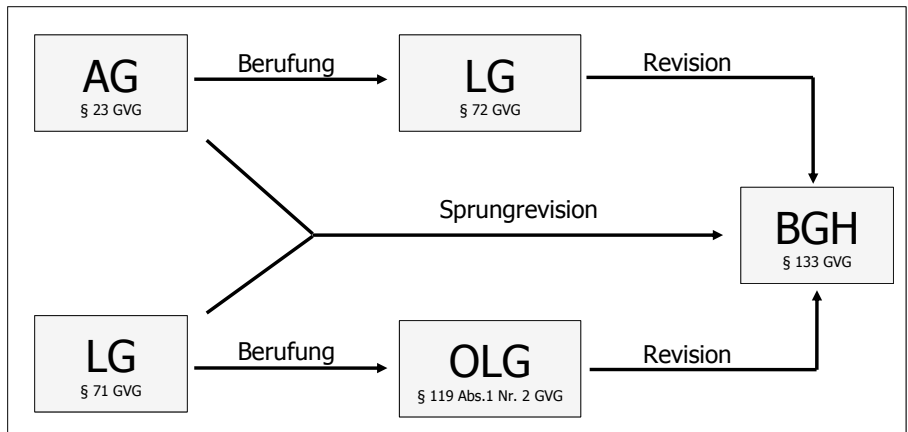 AG
§ 23 GVG
Berufung
LG
§ 72 GVG
Revision
Sprungrevision
BGH
§ 133 GVG
LG
§ 71 GVG
Berufung
OLG
§ 119 Abs.1 Nr. 2 GVG
Revision